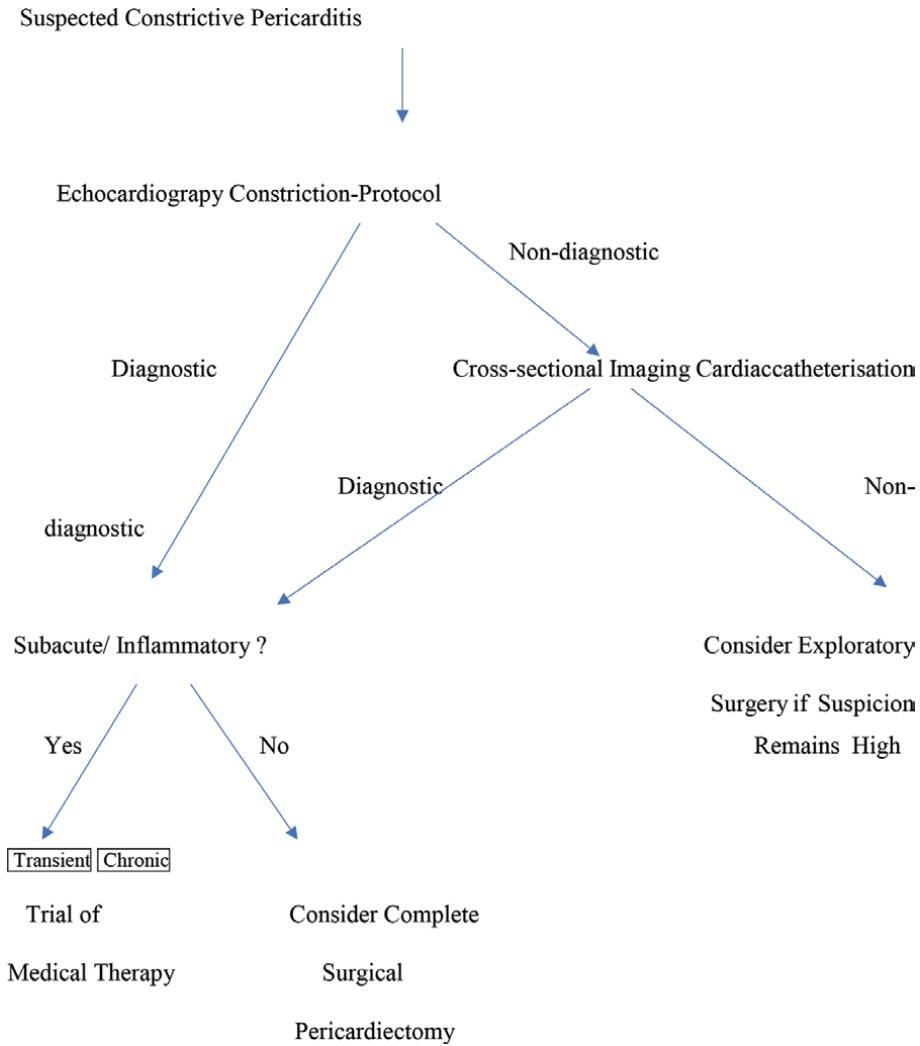 Suspected Constrictive Pericarditis
Echocardiograpy Constriction-Protocol
Non-diagnostic
Diagnostic
Cross-sectional Imaging Cardiaccatheterisation
Diagnostic
Non-
diagnostic
Subacute/ Inflammatory ?
Consider Exploratory
Surgery if Suspicion
Yes
No
Remains High
Transient
Chronic
Trial of
Consider Complete
Medical Therapy
Surgical
Pericardiectomy